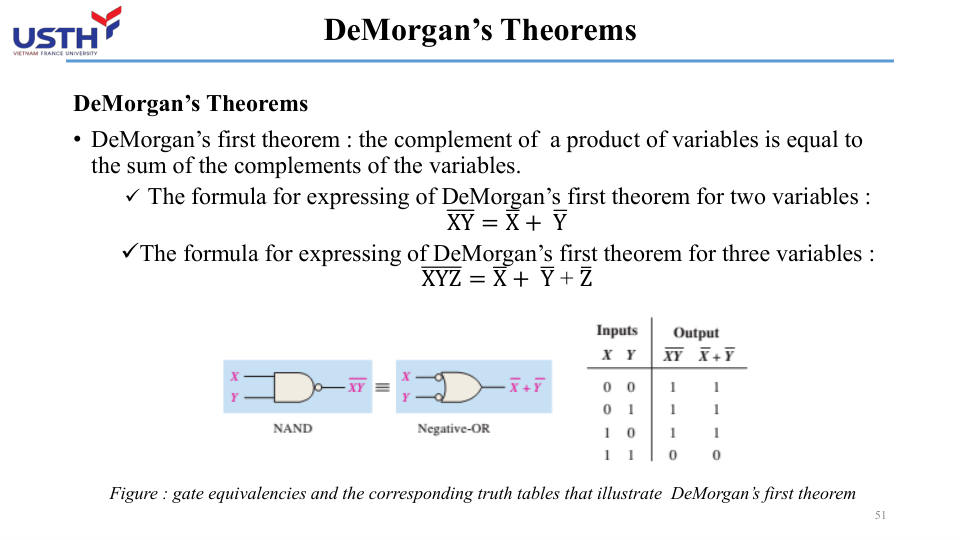 DeMorgan's Theorems
USTH
VIETNAM FRANCE UNIVERSITY
DeMorgan's Theorems
• DeMorgan's first theorem : the complement of a product of variables is equal to
the sum of the complements of the variables.
✓ The formula for expressing of DeMorgan's first theorem for two variables :
X̅Y̅ = X̅ + Y̅
✓The formula for expressing of DeMorgan's first theorem for three variables :
X̅Y̅Z̅ = X̅ + Y̅ + Z̅
X
Y
X̅Y̅
≡
X
Y
X̅ + Y̅
NAND
Negative-OR
Inputs Output
X Y X̅Y̅ X̅ + Y̅
0 0 1 1
0 1 1 1
1 0 1 1
1 1 0 0
Figure : gate equivalencies and the corresponding truth tables that illustrate DeMorgan's first theorem
51